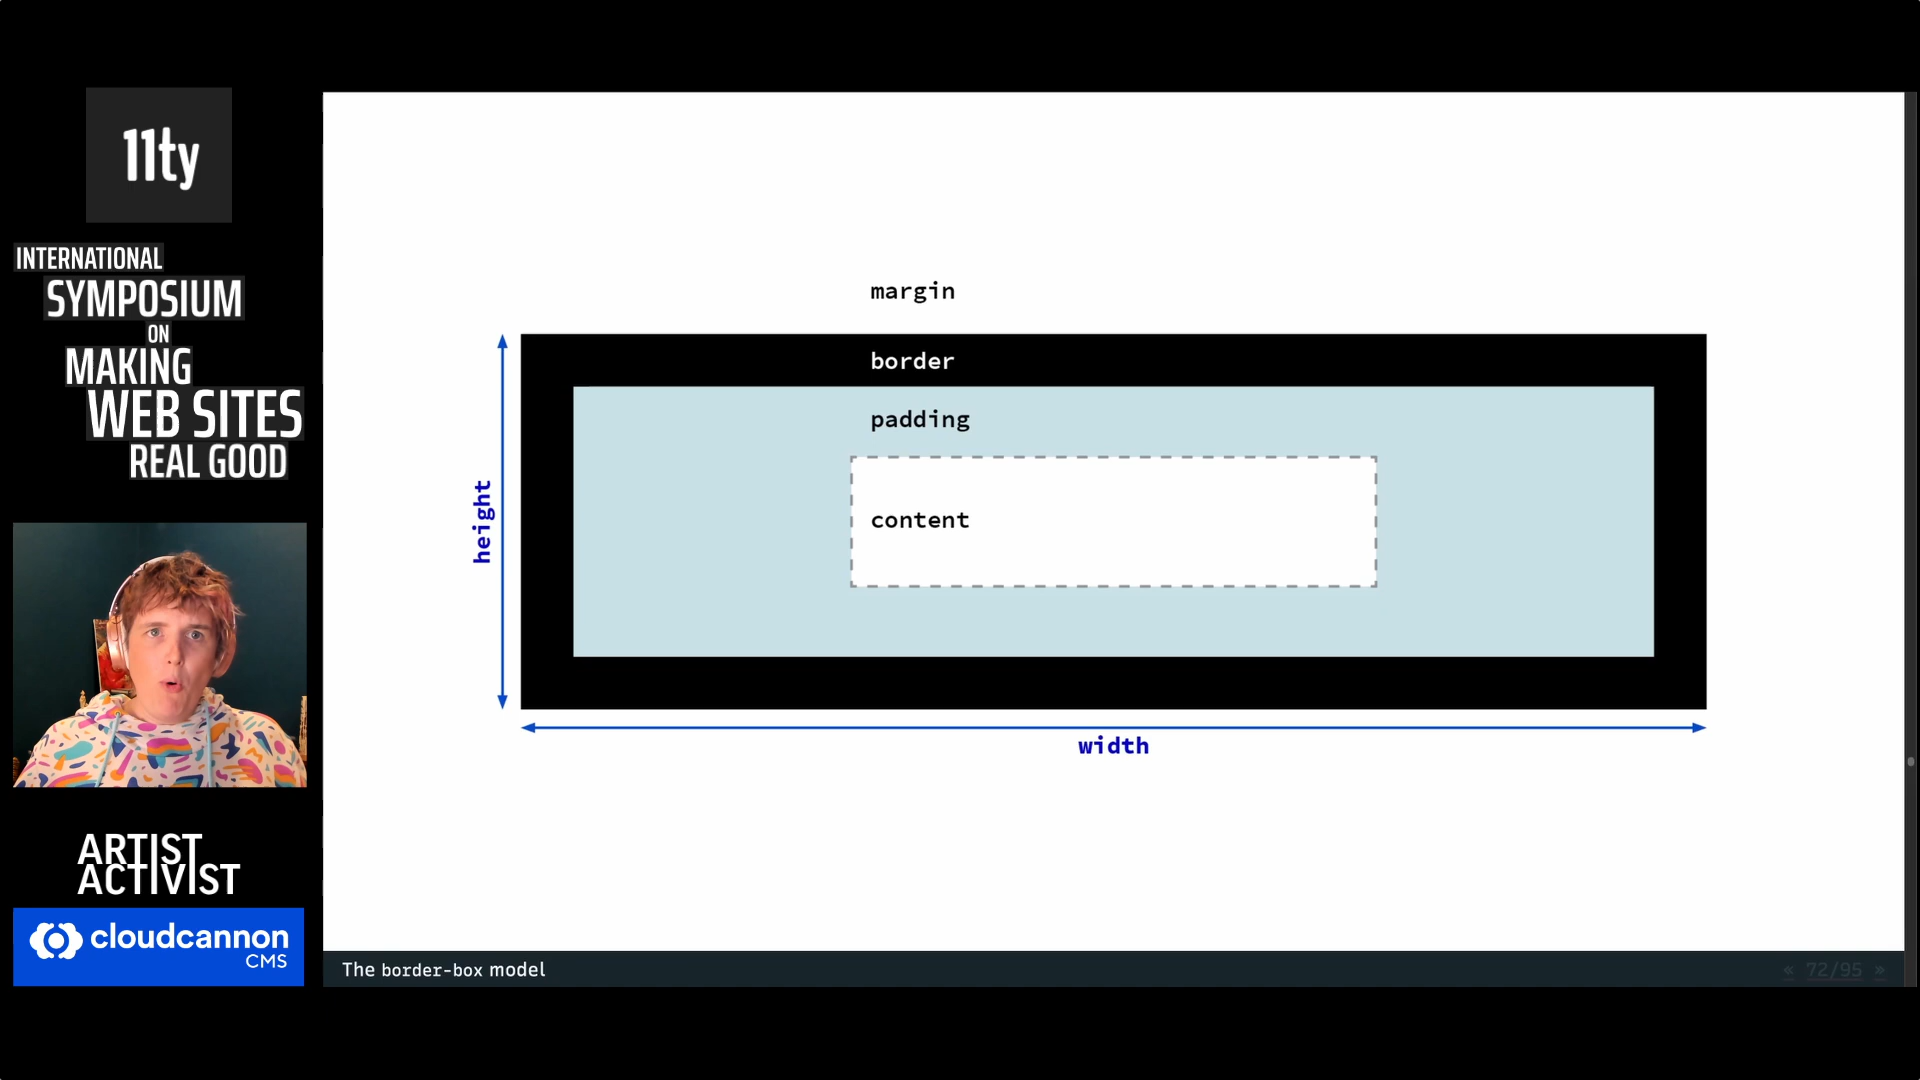 11ty
INTERNATIONAL
SYMPOSIUM
ON
MAKING
WEB SITES
REAL GOOD
ARTIST
ACTIVIST
cloudcannon
CMS
margin
border
padding
content
height
width
The border-box model
« 72/95 »